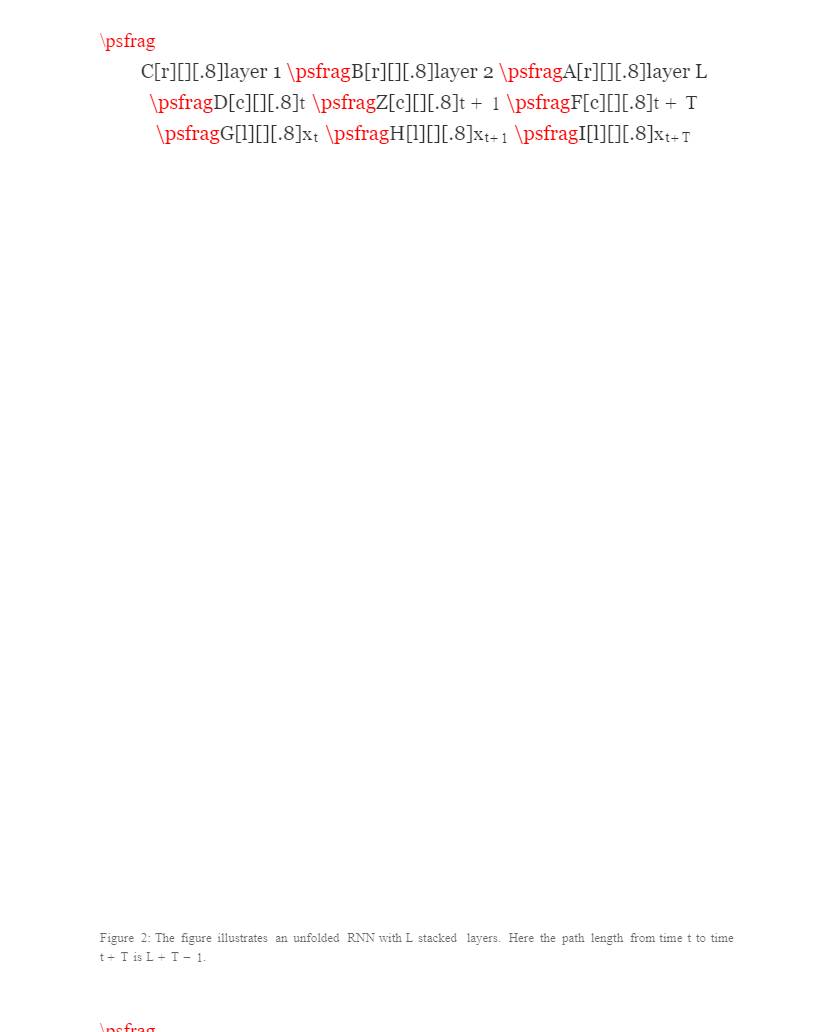 \psfrag
C[r][][.8]layer 1 \psfragB[r][][.8]layer 2 \psfragA[r][][.8]layer L
\psfragD[c][][.8]t \psfragZ[c][][.8]t + 1 \psfragF[c][][.8]t + T
\psfragG[l][][.8]xₜ \psfragH[l][][.8]xₜ₊₁ \psfragI[l][][.8]x_{t+T}
Figure 2: The figure illustrates an unfolded RNN with L stacked layers. Here the path length from time t to time
t + T is L + T − 1.
\psfrag